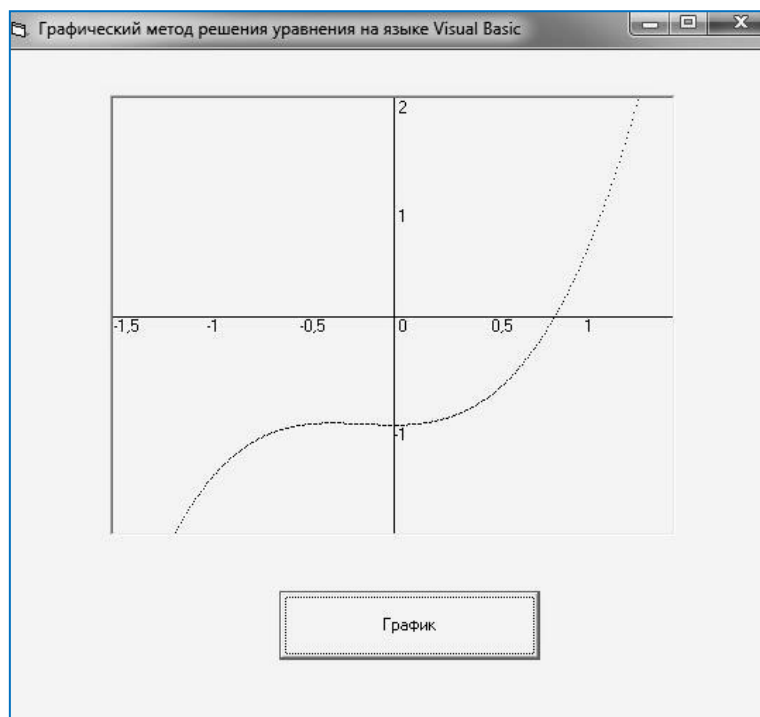 Графический метод решения уравнения на языке Visual Basic
2
1
-1,5 -1 -0,5 0 0,5 1
-1
График